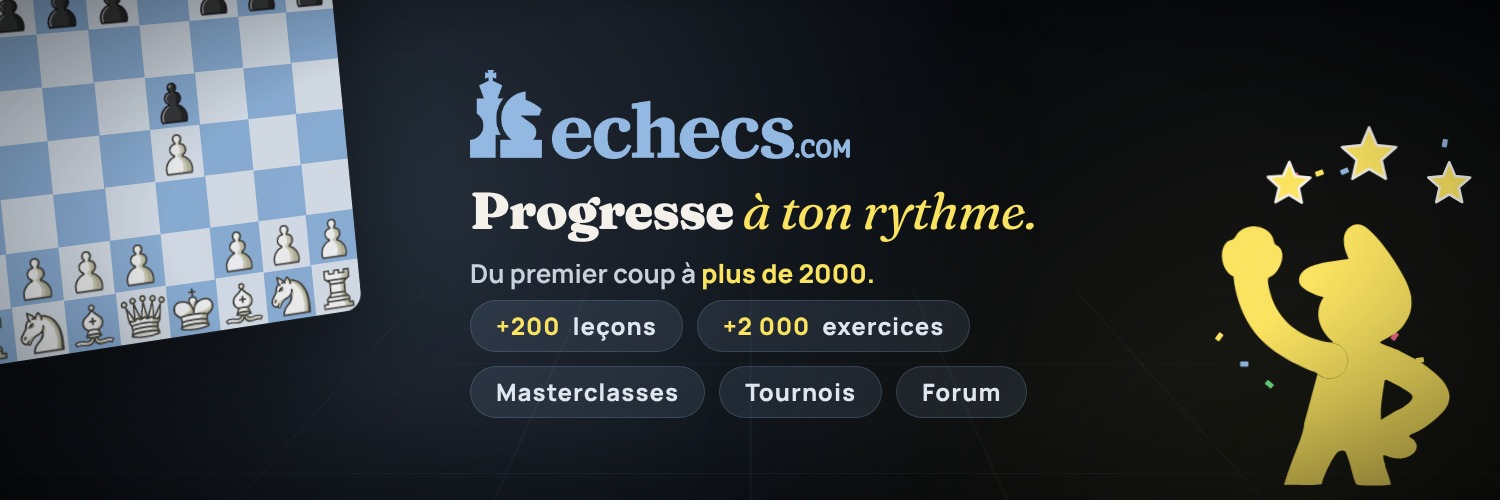 echecs.COM
Progresse à ton rythme.
Du premier coup à plus de 2000.
+200 leçons +2 000 exercices
Masterclasses Tournois Forum